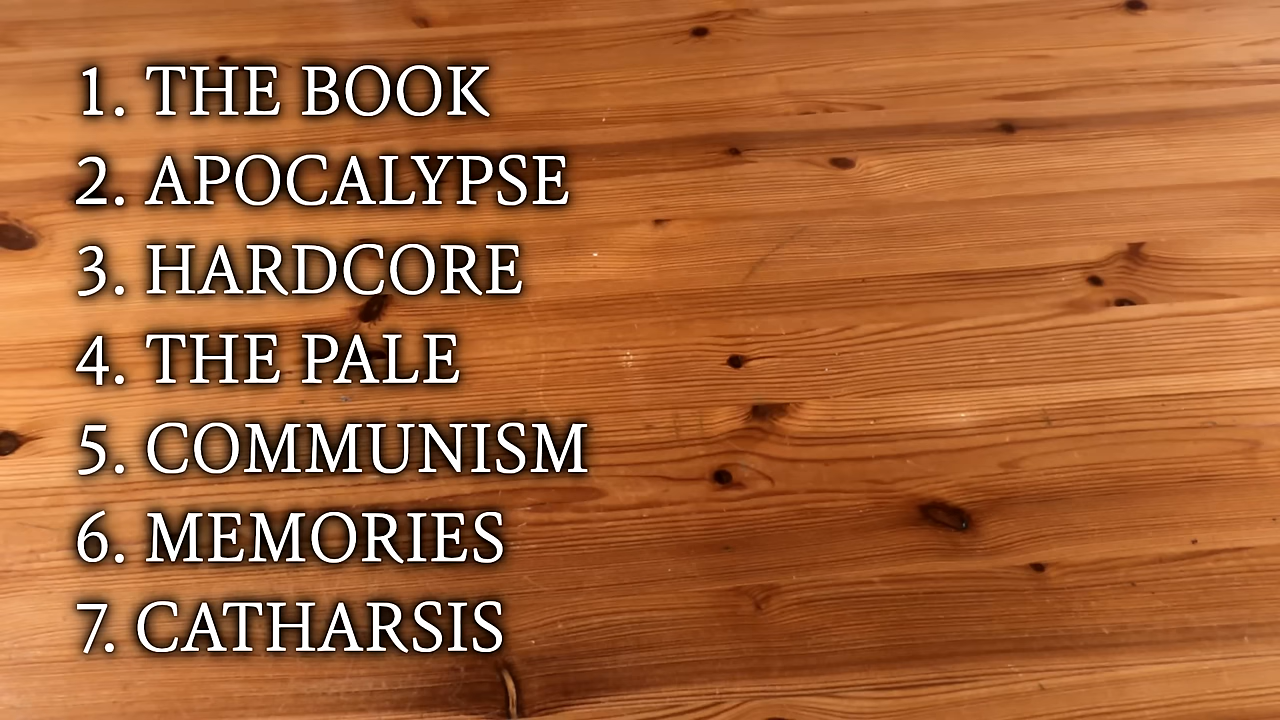 1. THE BOOK
2. APOCALYPSE
3. HARDCORE
4. THE PALE
5. COMMUNISM
6. MEMORIES
7. CATHARSIS